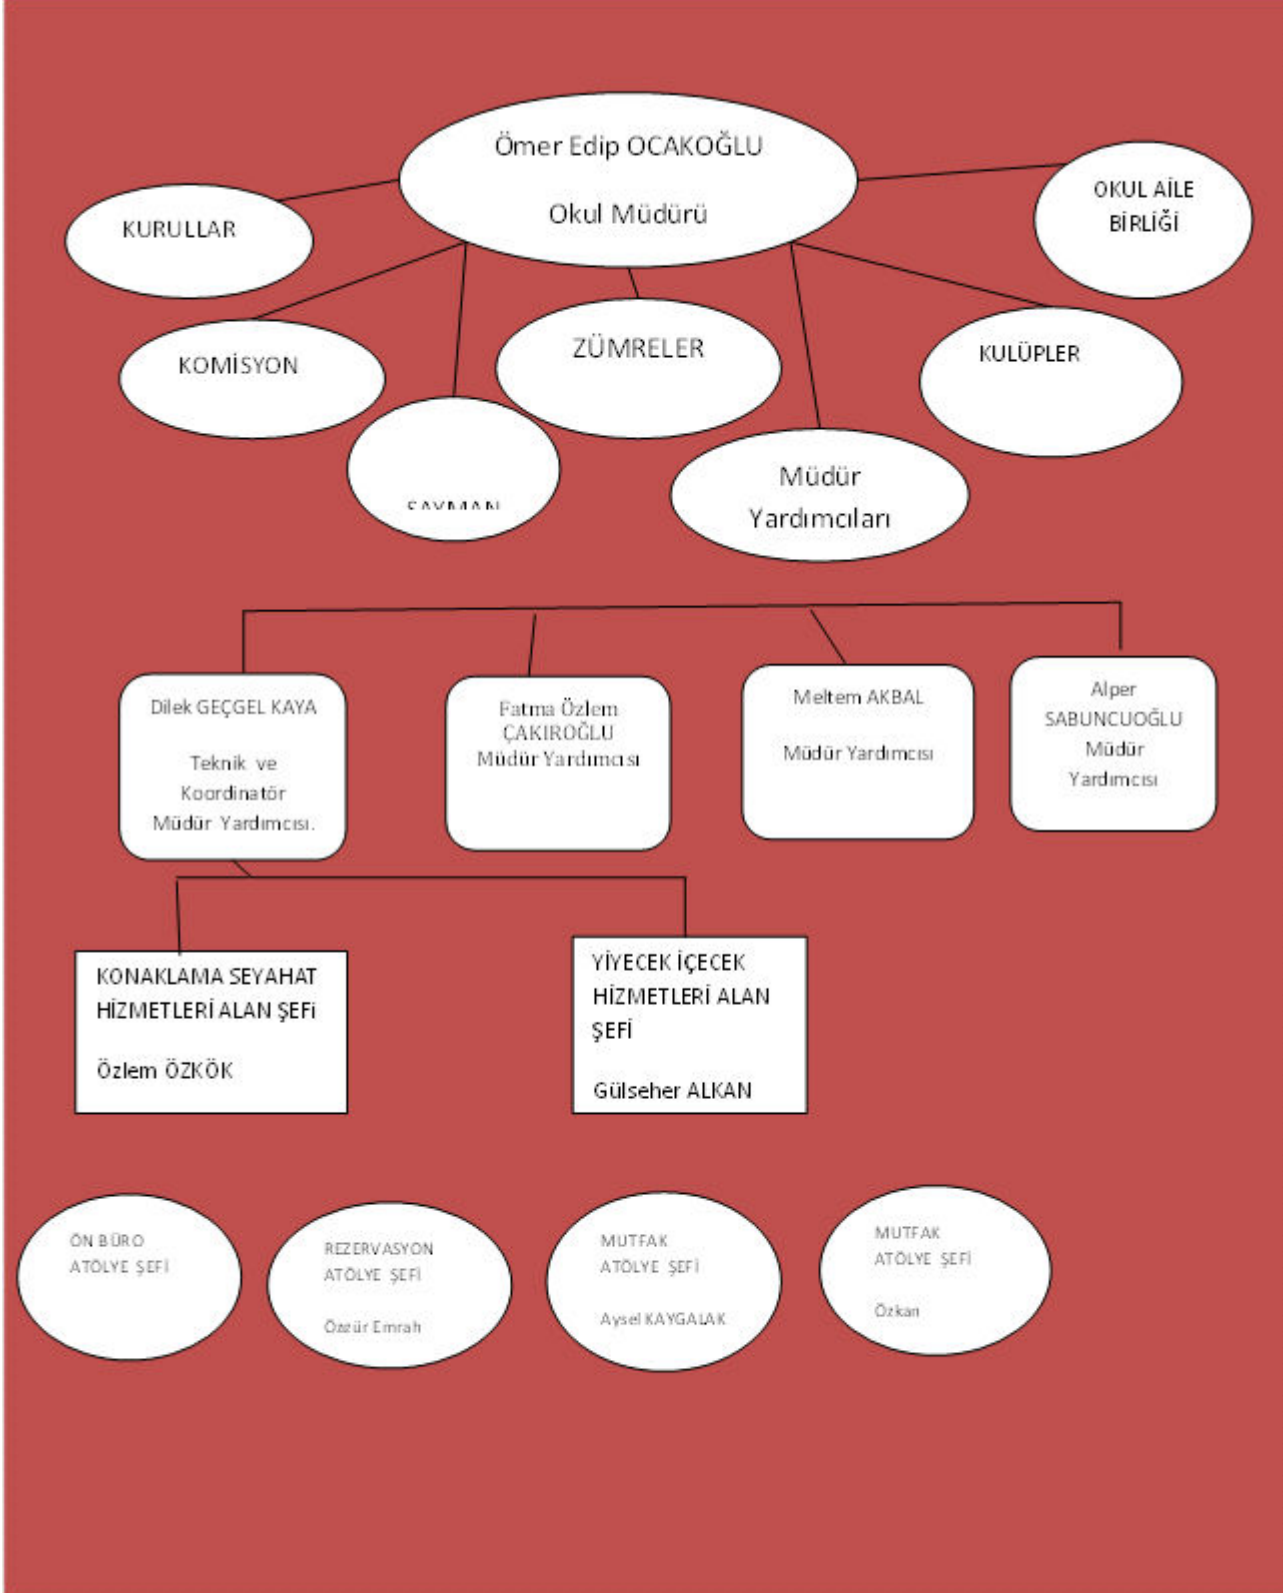 Ömer Edip OCAKOĞLU
Okul Müdürü
OKUL AİLE
BİRLİĞİ
KURULLAR
KOMİSYON
ZÜMRELER
KULÜPLER
SAYMAN
Müdür
Yardımcıları
Dilek GEÇGEL KAYA
Teknik ve
Koordinatör
Müdür Yardımcısı.
Fatma Özlem
ÇAKIROĞLU
Müdür Yardımcısı
Meltem AKBAL
Müdür Yardımcısı
Alper
SABUNCUOĞLU
Müdür
Yardımcısı
KONAKLAMA SEYAHAT
HİZMETLERİ ALAN ŞEFi
Özlem ÖZKÖK
YİYECEK İÇECEK
HİZMETLERİ ALAN
ŞEFİ
Gülseher ALKAN
ÖN BÜRO
ATÖLYE ŞEFİ
REZERVASYON
ATÖLYE ŞEFİ
Emrah
MUTFAK
ATÖLYE ŞEFİ
Aysel KAYGALAK
MUTFAK
ATÖLYE ŞEFİ
Özkan